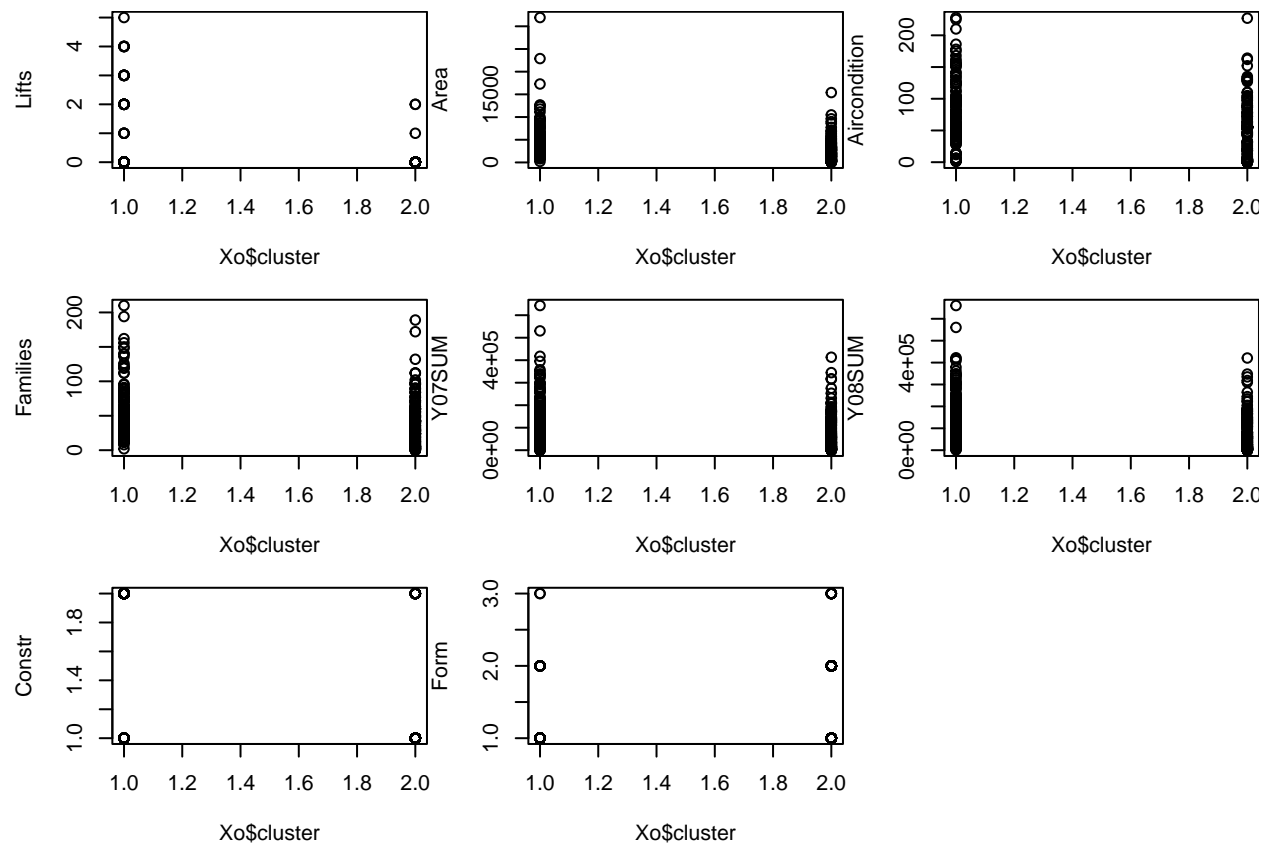 Lifts
0 2 4
1.0 1.2 1.4 1.6 1.8 2.0
Xo$cluster
Area
0 15000
1.0 1.2 1.4 1.6 1.8 2.0
Xo$cluster
Aircondition
0 100 200
1.0 1.2 1.4 1.6 1.8 2.0
Xo$cluster
Families
0 100 200
1.0 1.2 1.4 1.6 1.8 2.0
Xo$cluster
Y07SUM
0e+00 4e+05
1.0 1.2 1.4 1.6 1.8 2.0
Xo$cluster
Y08SUM
0e+00 4e+05
1.0 1.2 1.4 1.6 1.8 2.0
Xo$cluster
Constr
1.0 1.4 1.8
1.0 1.2 1.4 1.6 1.8 2.0
Xo$cluster
Form
1.0 2.0 3.0
1.0 1.2 1.4 1.6 1.8 2.0
Xo$cluster